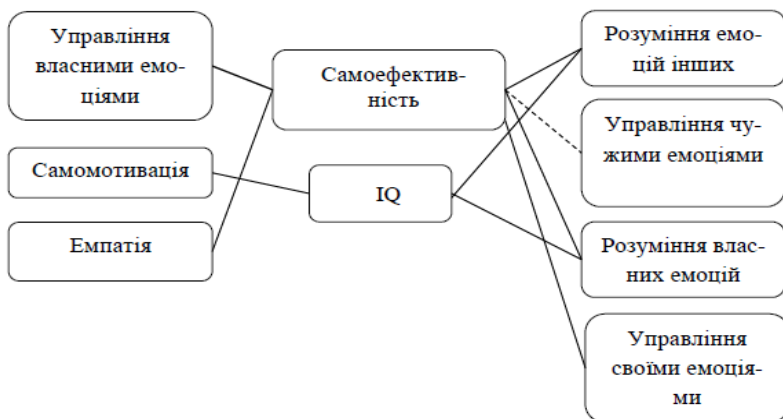 Управління
власними емо-
ціями
Самомотивація
Емпатія
Самоефектив-
ність
IQ
Розуміння емо-
цій інших
Управління чу-
жими емоціями
Розуміння влас-
них емоцій
Управління
своїми емоція-
ми